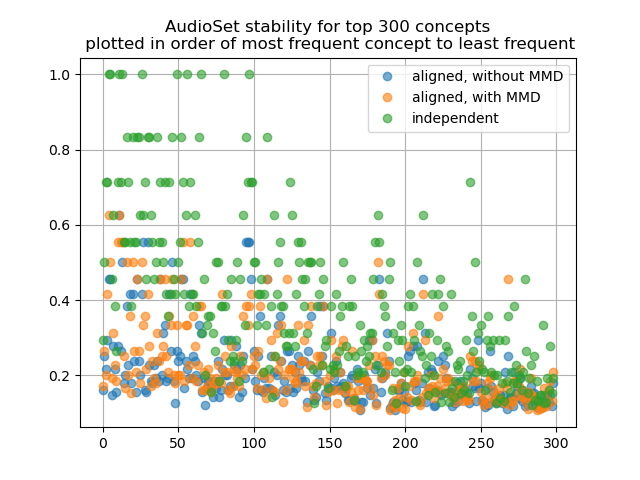 AudioSet stability for top 300 concepts
plotted in order of most frequent concept to least frequent
1.0
0.8
0.6
0.4
0.2
aligned, without MMD
aligned, with MMD
independent
0
50
100
150
200
250
300